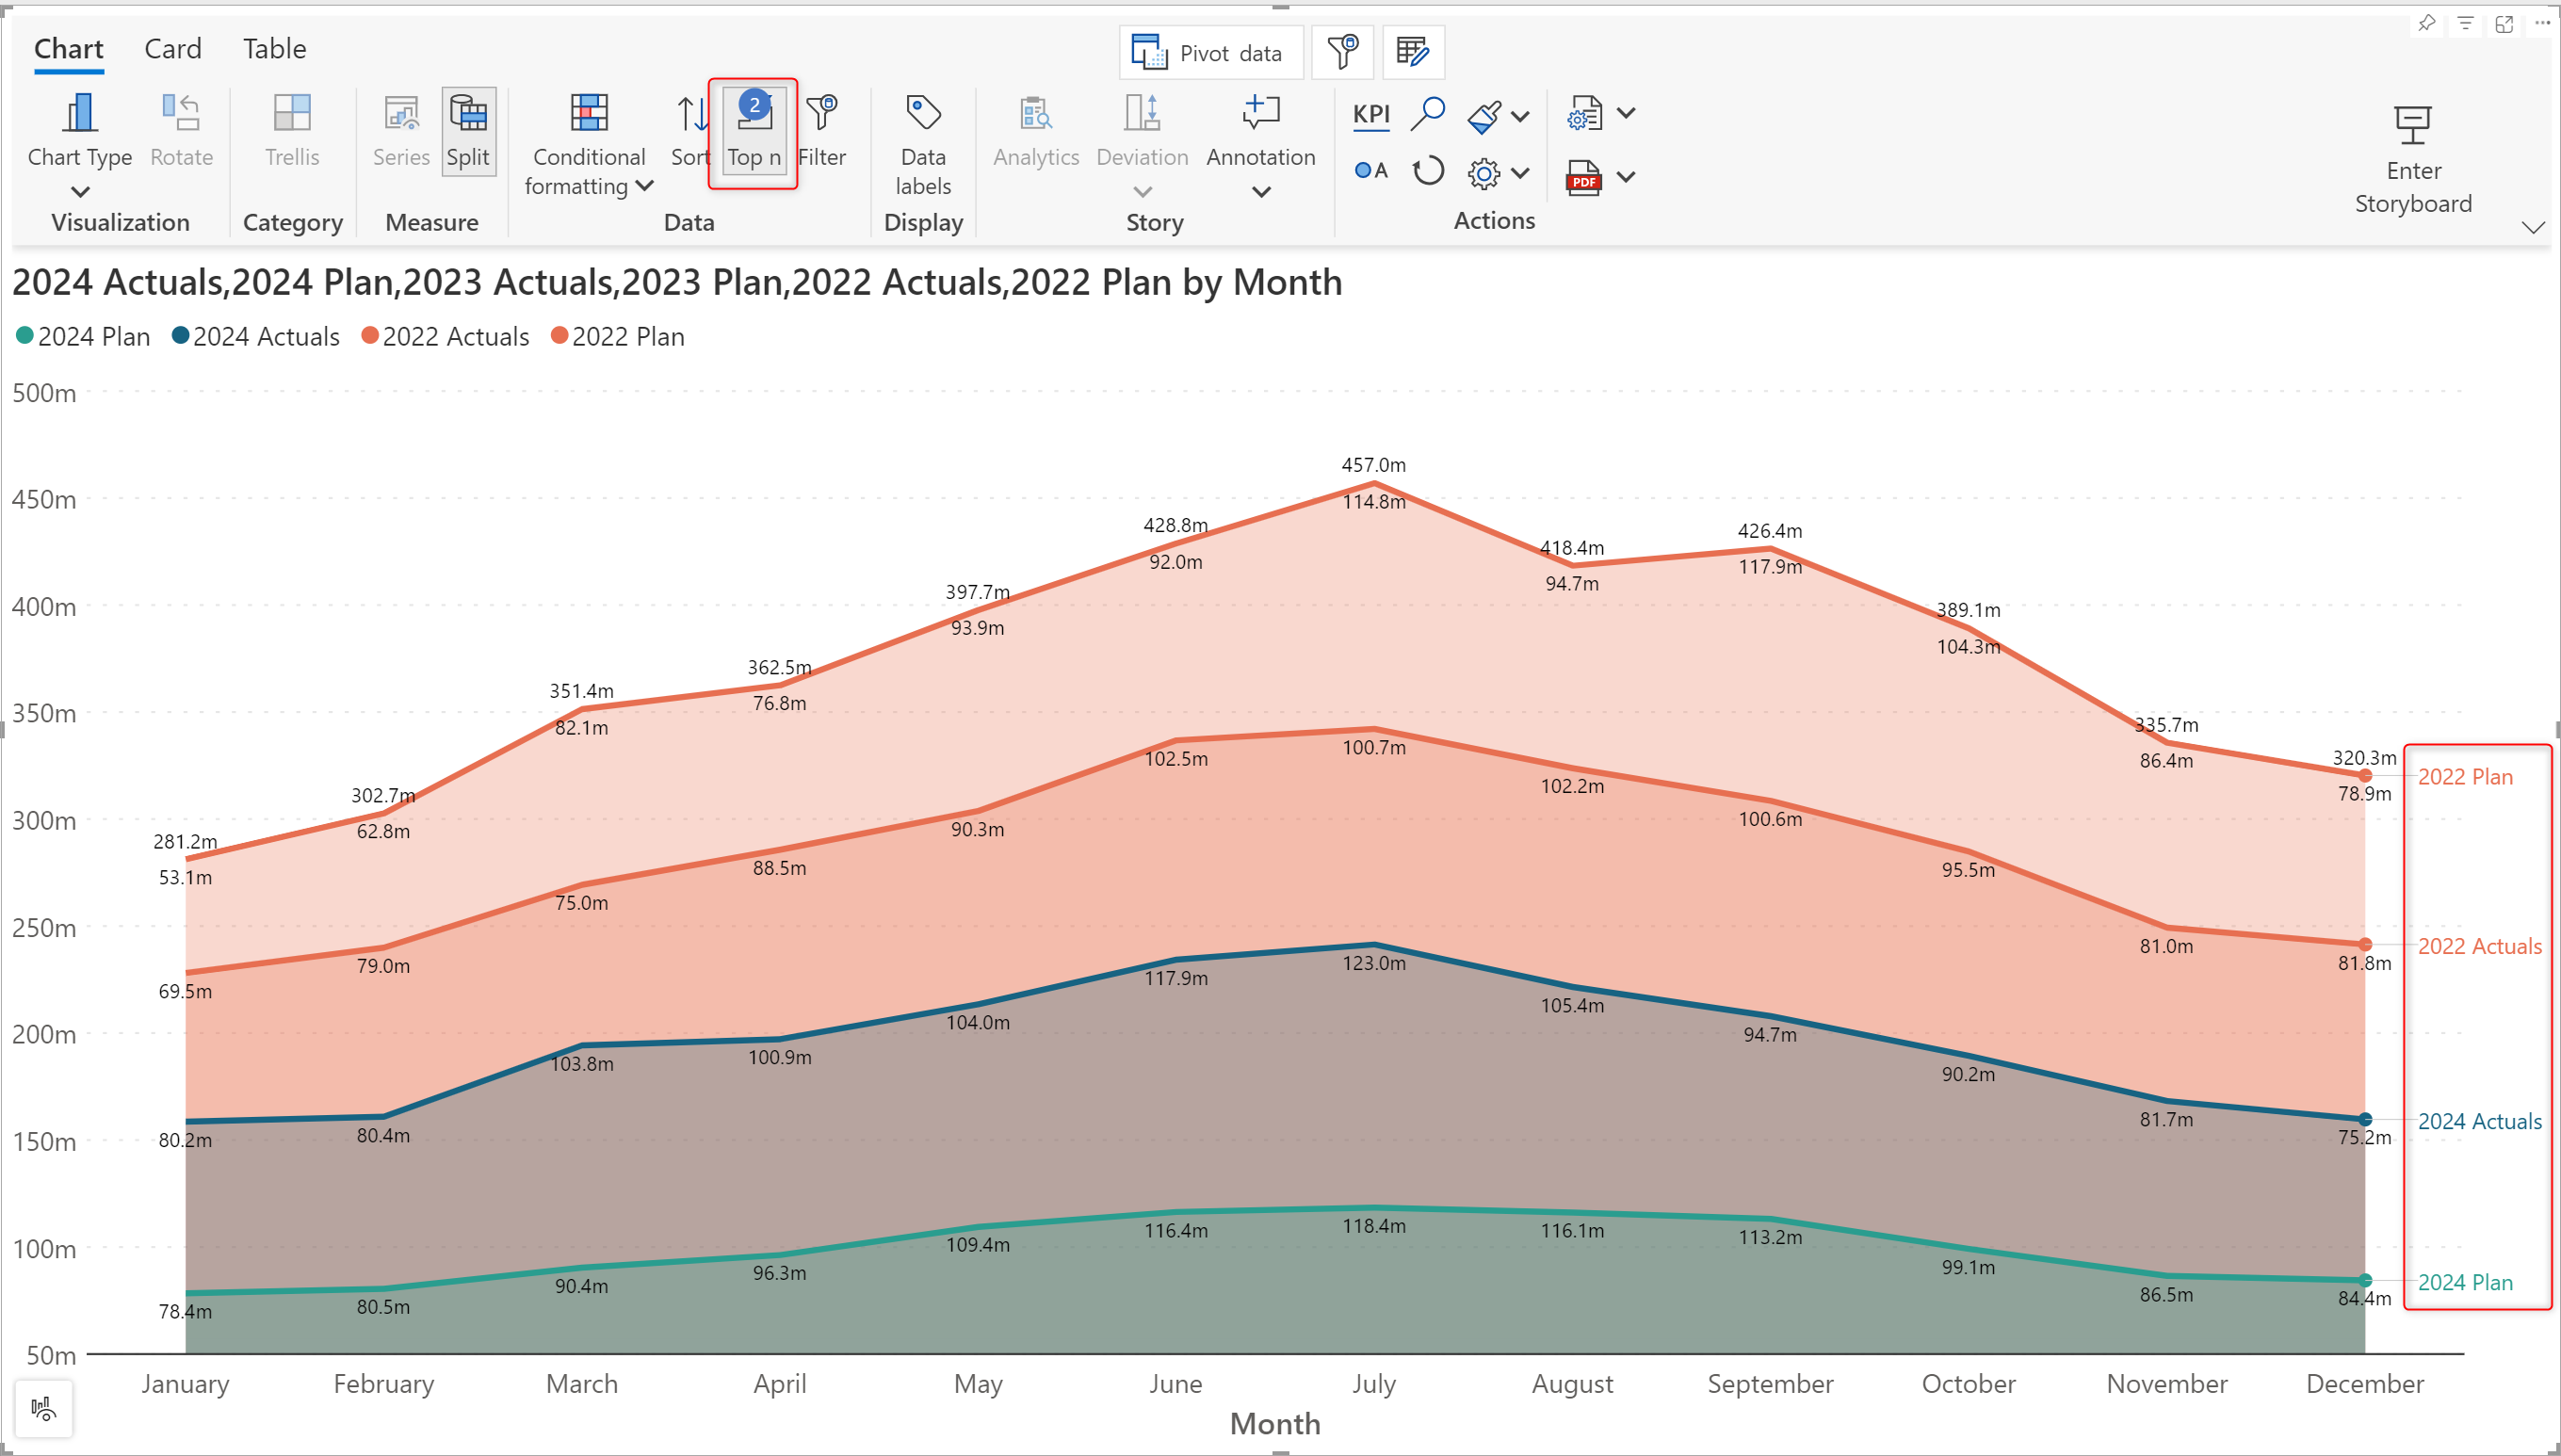 Chart Card Table
Pivot data
Chart Type
Rotate
Trellis
Series
Split
Conditional formatting
Sort
2
Top n
Filter
Data labels
Analytics
Deviation
Annotation
KPI
A
PDF
Enter
Storyboard
Visualization
Category
Measure
Data
Display
Story
Actions
2024 Actuals,2024 Plan,2023 Actuals,2023 Plan,2022 Actuals,2022 Plan by Month
2024 Plan 2024 Actuals 2022 Actuals 2022 Plan
500m
450m
400m
350m
300m
250m
200m
150m
100m
50m
281.2m 302.7m 351.4m 362.5m 397.7m 428.8m 457.0m 418.4m 426.4m 389.1m 335.7m 320.3m
53.1m 62.8m 82.1m 76.8m 93.9m 92.0m 114.8m 94.7m 117.9m 104.3m 86.4m 78.9m
2022 Plan
69.5m 79.0m 75.0m 88.5m 90.3m 102.5m 100.7m 102.2m 100.6m 95.5m 81.0m 81.8m
2022 Actuals
80.2m 80.4m 103.8m 100.9m 104.0m 117.9m 123.0m 105.4m 94.7m 90.2m 81.7m 75.2m
2024 Actuals
78.4m 80.5m 90.4m 96.3m 109.4m 116.4m 118.4m 116.1m 113.2m 99.1m 86.5m 84.4m
2024 Plan
January February March April May June July August September October November December
Month